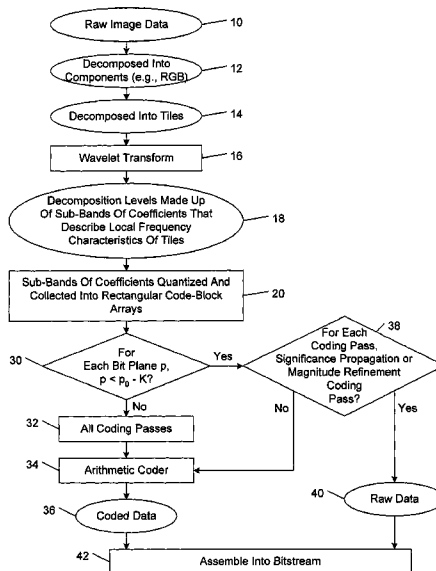 Raw Image Data
10
Decomposed Into
Components (e.g., RGB)
12
Decomposed Into Tiles
14
Wavelet Transform
16
Decomposition Levels Made Up
Of Sub-Bands Of Coefficients That
Describe Local Frequency
Characteristics Of Tiles
18
Sub-Bands Of Coefficients Quantized And
Collected Into Rectangular Code-Block
Arrays
20
30
For
Each Bit Plane p,
p < p₀ - K?
Yes
No
38
For Each
Coding Pass,
Significance Propagation or
Magnitude Refinement
Coding
Pass?
No
Yes
32
All Coding Passes
34
Arithmetic Coder
36
Coded Data
40
Raw Data
42
Assemble Into Bitstream